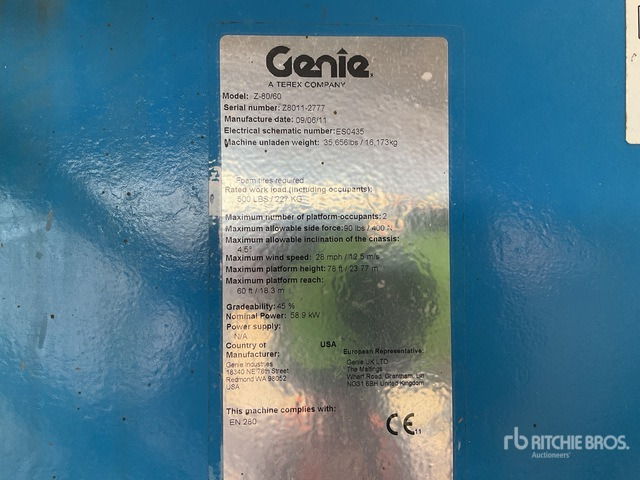 Genie
A TEREX COMPANY
Model: Z-80/60
Serial number: Z8011-2777
Manufacture date: 09/06/11
Electrical schematic number: ES0435
Machine unladen weight: 35,656lbs / 16,173kg
Foam tires required
Rated work load (including occupants):
500 LBS / 227 KG
Maximum number of platform occupants: 2
Maximum allowable side force: 90 lbs / 400 N
Maximum allowable inclination of the chassis:
4.5°
Maximum wind speed: 28 mph / 12.5 m/s
Maximum platform height: 78 ft / 23.77 m
Maximum platform reach:
60 ft / 18.3 m
Gradeability: 45 %
Nominal Power: 58.9 kW
Power supply:
N/A
Country of Manufacturer: USA
Genie Industries
18340 NE 76th Street
Redmond WA 98052
USA
European Representative:
Genie UK LTD
The Maltings
Wharf Road, Grantham, Lin
NG31 6BH United Kingdom
This machine complies with:
EN 280
CE 11
rb RITCHIE BROS.
Auctioneers